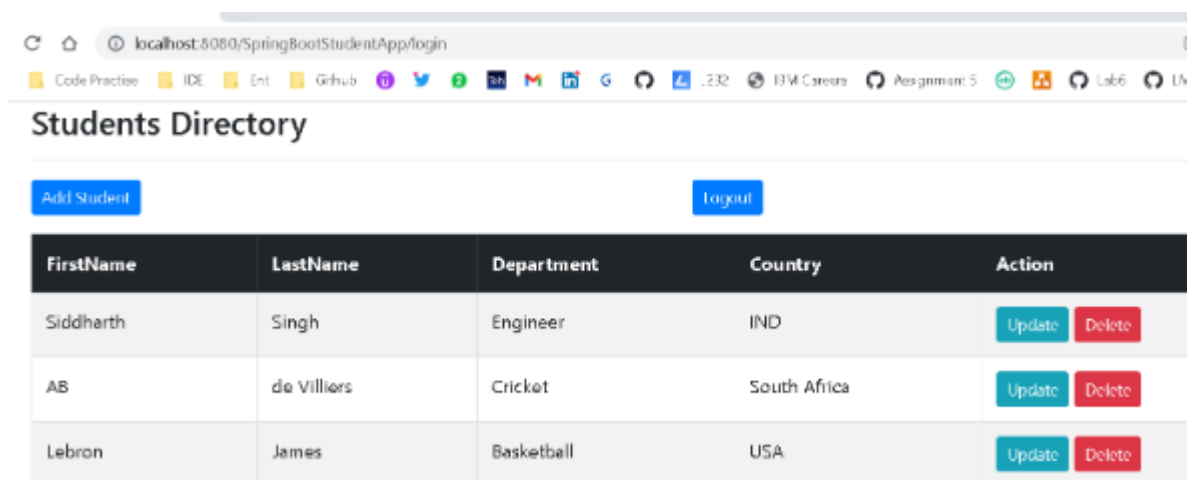 localhost:8080/SpringBootStudentApp/login
Code Practise IDE Ent Github M G IBM Careers Assignment 5 Lab6
Students Directory
Add Student Logout
FirstName LastName Department Country Action
Siddharth Singh Engineer IND Update Delete
AB de Villiers Cricket South Africa Update Delete
Lebron James Basketball USA Update Delete